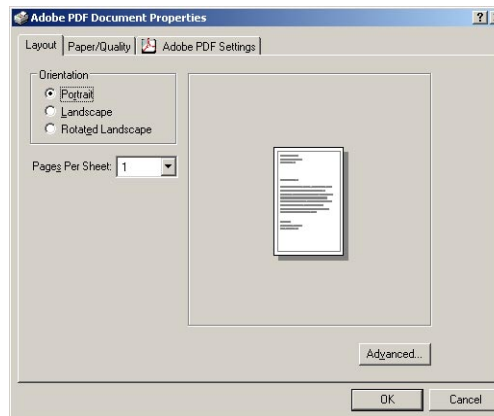 Adobe PDF Document Properties
Layout Paper/Quality Adobe PDF Settings
Orientation
Portrait
Landscape
Rotated Landscape
Pages Per Sheet: 1
Advanced...
OK Cancel